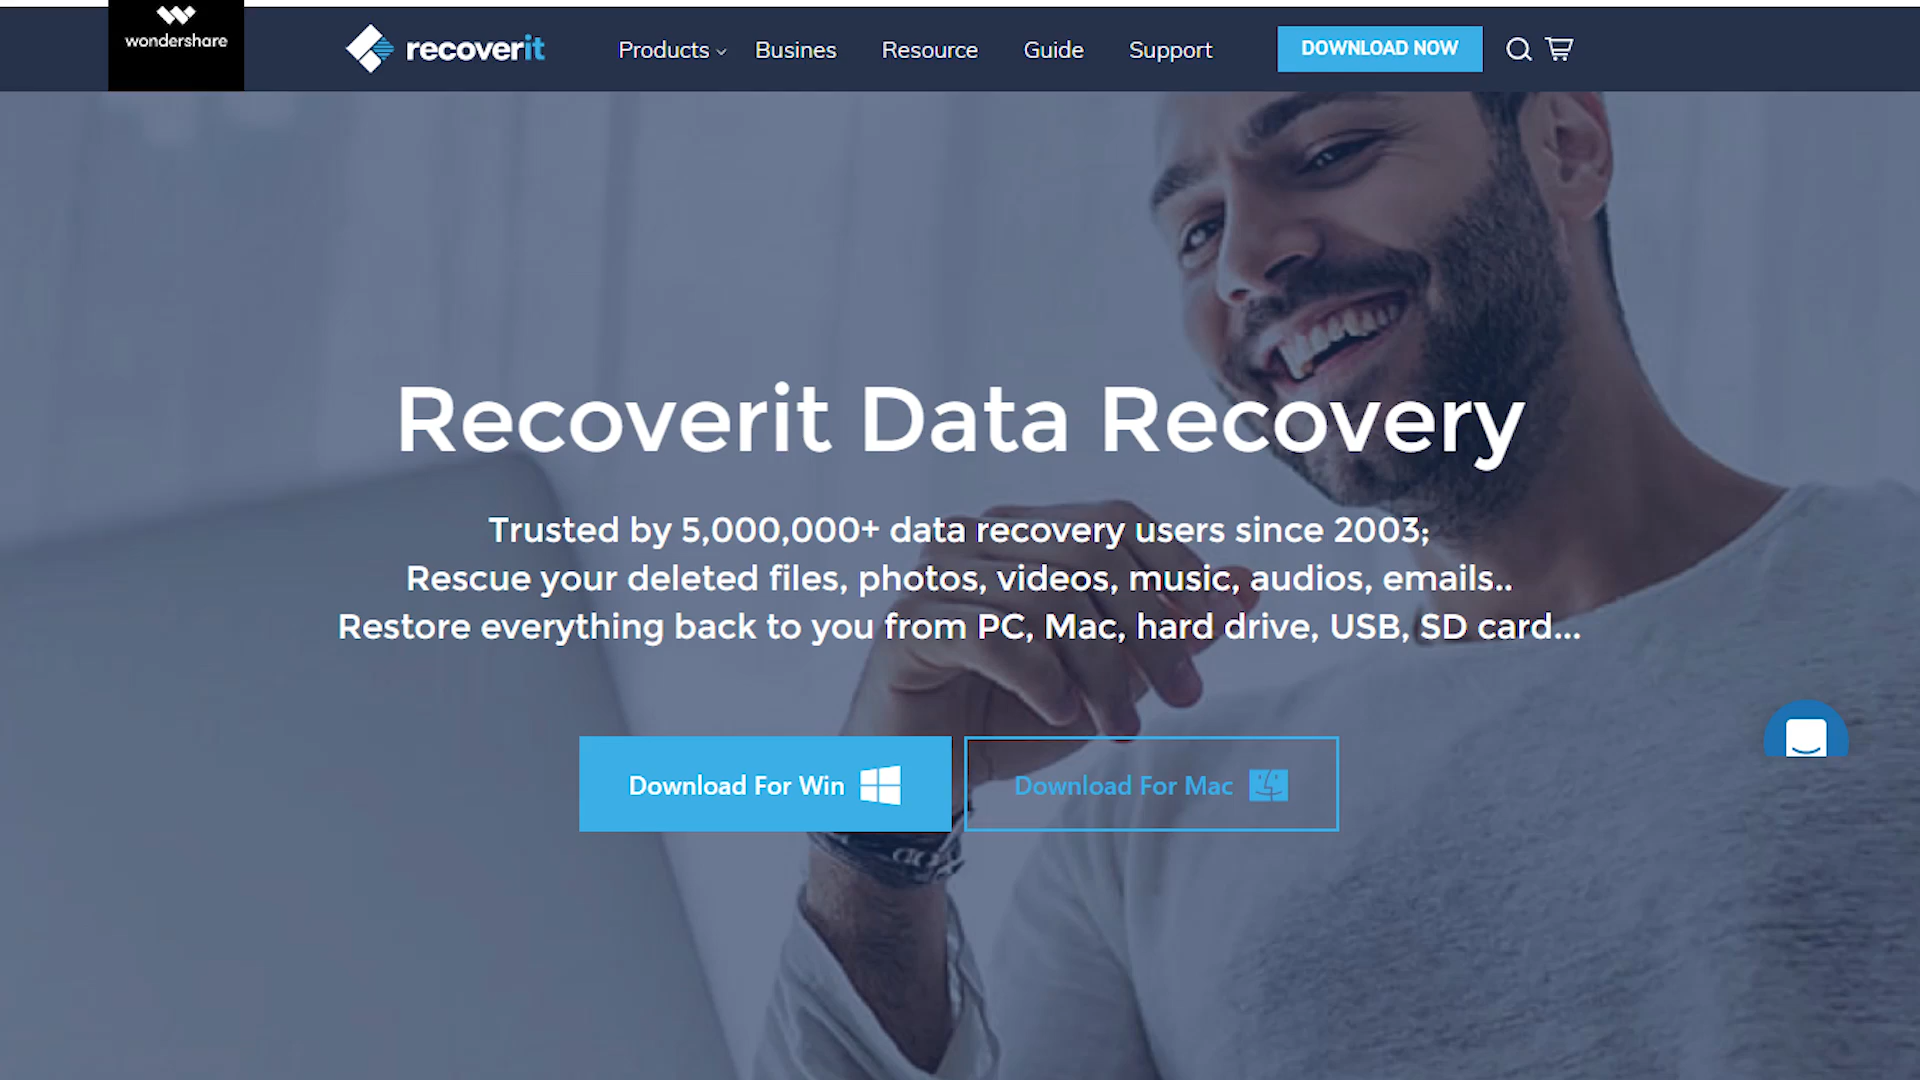 wondershare
recoverit
Products
Busines
Resource
Guide
Support
DOWNLOAD NOW
Recoverit Data Recovery
Trusted by 5,000,000+ data recovery users since 2003;
Rescue your deleted files, photos, videos, music, audios, emails..
Restore everything back to you from PC, Mac, hard drive, USB, SD card...
Download For Win
Download For Mac